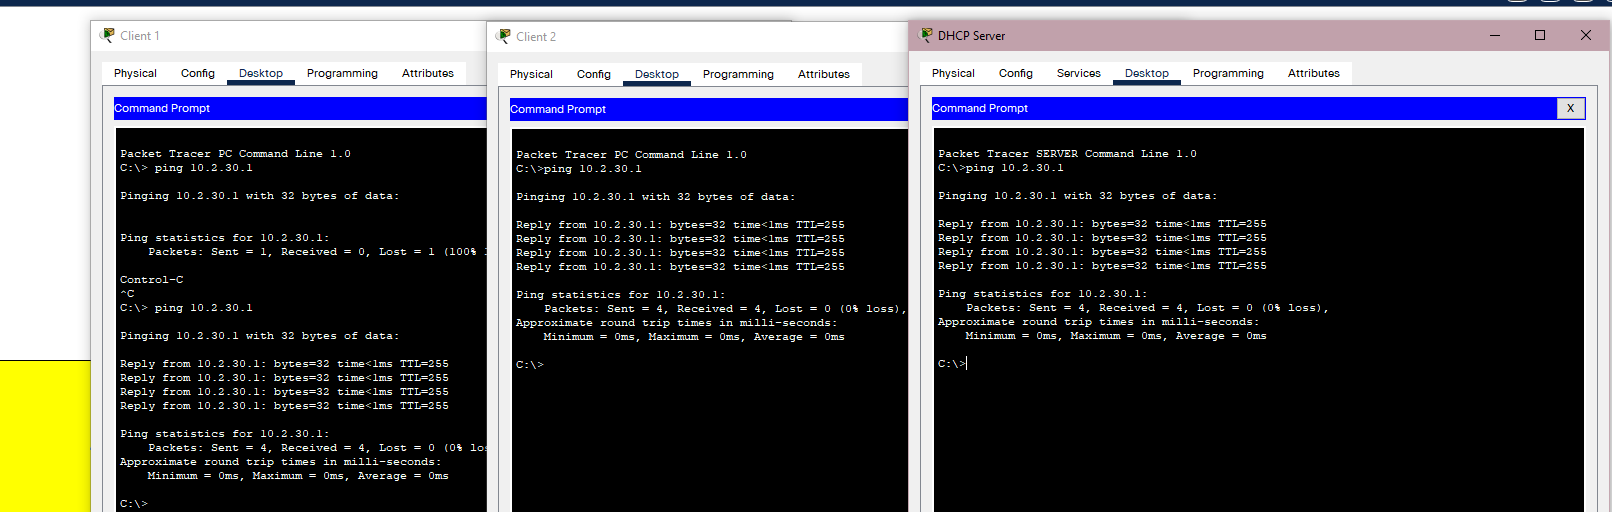 Client 1
Physical Config Desktop Programming Attributes
Command Prompt
Packet Tracer PC Command Line 1.0
C:\> ping 10.2.30.1
Pinging 10.2.30.1 with 32 bytes of data:
Ping statistics for 10.2.30.1:
Packets: Sent = 1, Received = 0, Lost = 1 (100%
Control-C
^C
C:\> ping 10.2.30.1
Pinging 10.2.30.1 with 32 bytes of data:
Reply from 10.2.30.1: bytes=32 time<1ms TTL=255
Reply from 10.2.30.1: bytes=32 time<1ms TTL=255
Reply from 10.2.30.1: bytes=32 time<1ms TTL=255
Reply from 10.2.30.1: bytes=32 time<1ms TTL=255
Ping statistics for 10.2.30.1:
Packets: Sent = 4, Received = 4, Lost = 0 (0% los
Approximate round trip times in milli-seconds:
Minimum = 0ms, Maximum = 0ms, Average = 0ms
C:\>
Client 2
Physical Config Desktop Programming Attributes
Command Prompt
Packet Tracer PC Command Line 1.0
C:\>ping 10.2.30.1
Pinging 10.2.30.1 with 32 bytes of data:
Reply from 10.2.30.1: bytes=32 time<1ms TTL=255
Reply from 10.2.30.1: bytes=32 time<1ms TTL=255
Reply from 10.2.30.1: bytes=32 time<1ms TTL=255
Reply from 10.2.30.1: bytes=32 time<1ms TTL=255
Ping statistics for 10.2.30.1:
Packets: Sent = 4, Received = 4, Lost = 0 (0% loss),
Approximate round trip times in milli-seconds:
Minimum = 0ms, Maximum = 0ms, Average = 0ms
C:\>
DHCP Server
Physical Config Services Desktop Programming Attributes
Command Prompt X
Packet Tracer SERVER Command Line 1.0
C:\>ping 10.2.30.1
Pinging 10.2.30.1 with 32 bytes of data:
Reply from 10.2.30.1: bytes=32 time<1ms TTL=255
Reply from 10.2.30.1: bytes=32 time<1ms TTL=255
Reply from 10.2.30.1: bytes=32 time<1ms TTL=255
Reply from 10.2.30.1: bytes=32 time<1ms TTL=255
Ping statistics for 10.2.30.1:
Packets: Sent = 4, Received = 4, Lost = 0 (0% loss),
Approximate round trip times in milli-seconds:
Minimum = 0ms, Maximum = 0ms, Average = 0ms
C:\>